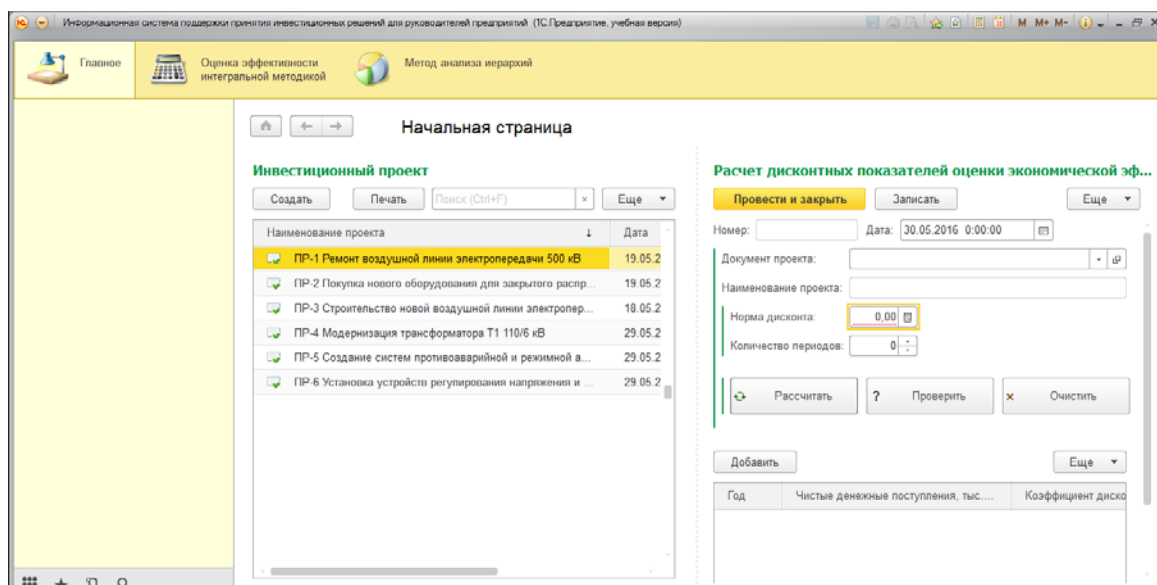 Информационная система поддержки принятия инвестиционных решений для руководителей предприятий (1С:Предприятие, учебная версия)
M M+ M-
Главное
Оценка эффективности
интегральной методикой
Метод анализа иерархий
Начальная страница
Инвестиционный проект
Создать Печать Поиск (Ctrl+F) × Еще
Наименование проекта ↓ Дата
ПР-1 Ремонт воздушной линии электропередачи 500 кВ 19.05.2
ПР-2 Покупка нового оборудования для закрытого распр... 19.05.2
ПР-3 Строительство новой воздушной линии электропер... 18.05.2
ПР-4 Модернизация трансформатора Т1 110/6 кВ 29.05.2
ПР-5 Создание систем противоаварийной и режимной а... 29.05.2
ПР-6 Установка устройств регулирования напряжения и ... 29.05.2
Расчет дисконтных показателей оценки экономической эф...
Провести и закрыть Записать Еще
Номер: Дата: 30.05.2016 0:00:00
Документ проекта:
Наименование проекта:
Норма дисконта: 0,00
Количество периодов: 0
Рассчитать ? Проверить × Очистить
Добавить Еще
Год Чистые денежные поступления, тыс.... Коэффициент диско